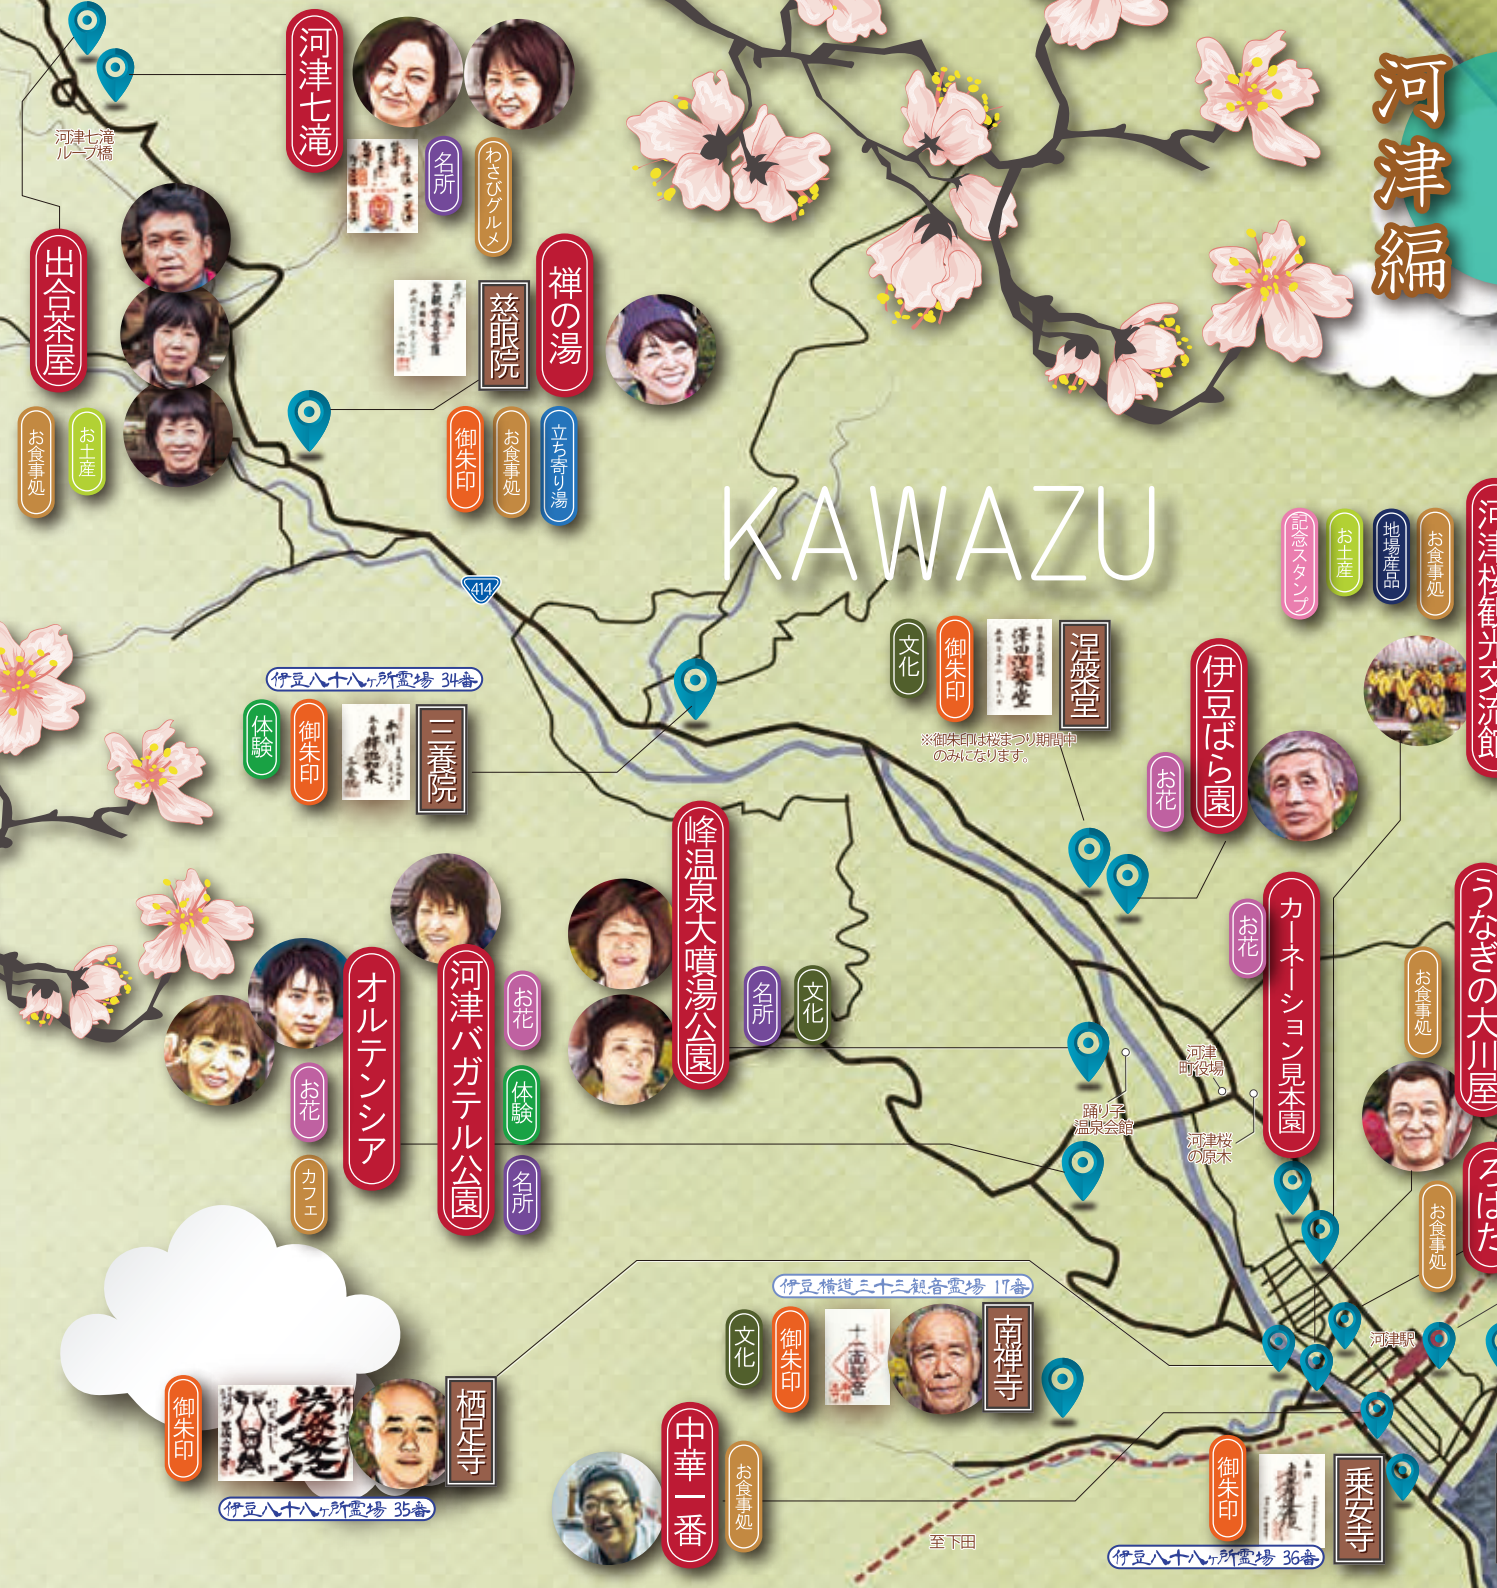 河津編
KAWAZU
河津七滝
名所
わさびグルメ
河津七滝
ループ橋
出合茶屋
お食事処
お土産
慈眼院
禅の湯
御朱印
お食事処
立ち寄り湯
414
伊豆八十八ヶ所霊場 34番
体験
御朱印
三養院
文化
御朱印
涅槃堂
※御朱印は桜まつり期間中
のみになります。
お花
伊豆ばら園
記念スタンプ
お土産
地場産品
お食事処
河津桜観光交流館
峰温泉大噴湯公園
名所
文化
オルテンシア
お花
カフェ
河津バガテル公園
お花
体験
名所
お花
カーネーション見本園
お食事処
うなぎの大川屋
お食事処
ろばた
河津
町役場
踊り子
温泉会館
河津桜
の原木
河津駅
伊豆横道三十三観音霊場 17番
文化
御朱印
十一面観音
南禅寺
御朱印
栖足寺
伊豆八十八ヶ所霊場 35番
中華一番
お食事処
至下田
御朱印
乗安寺
伊豆八十八ヶ所霊場 36番